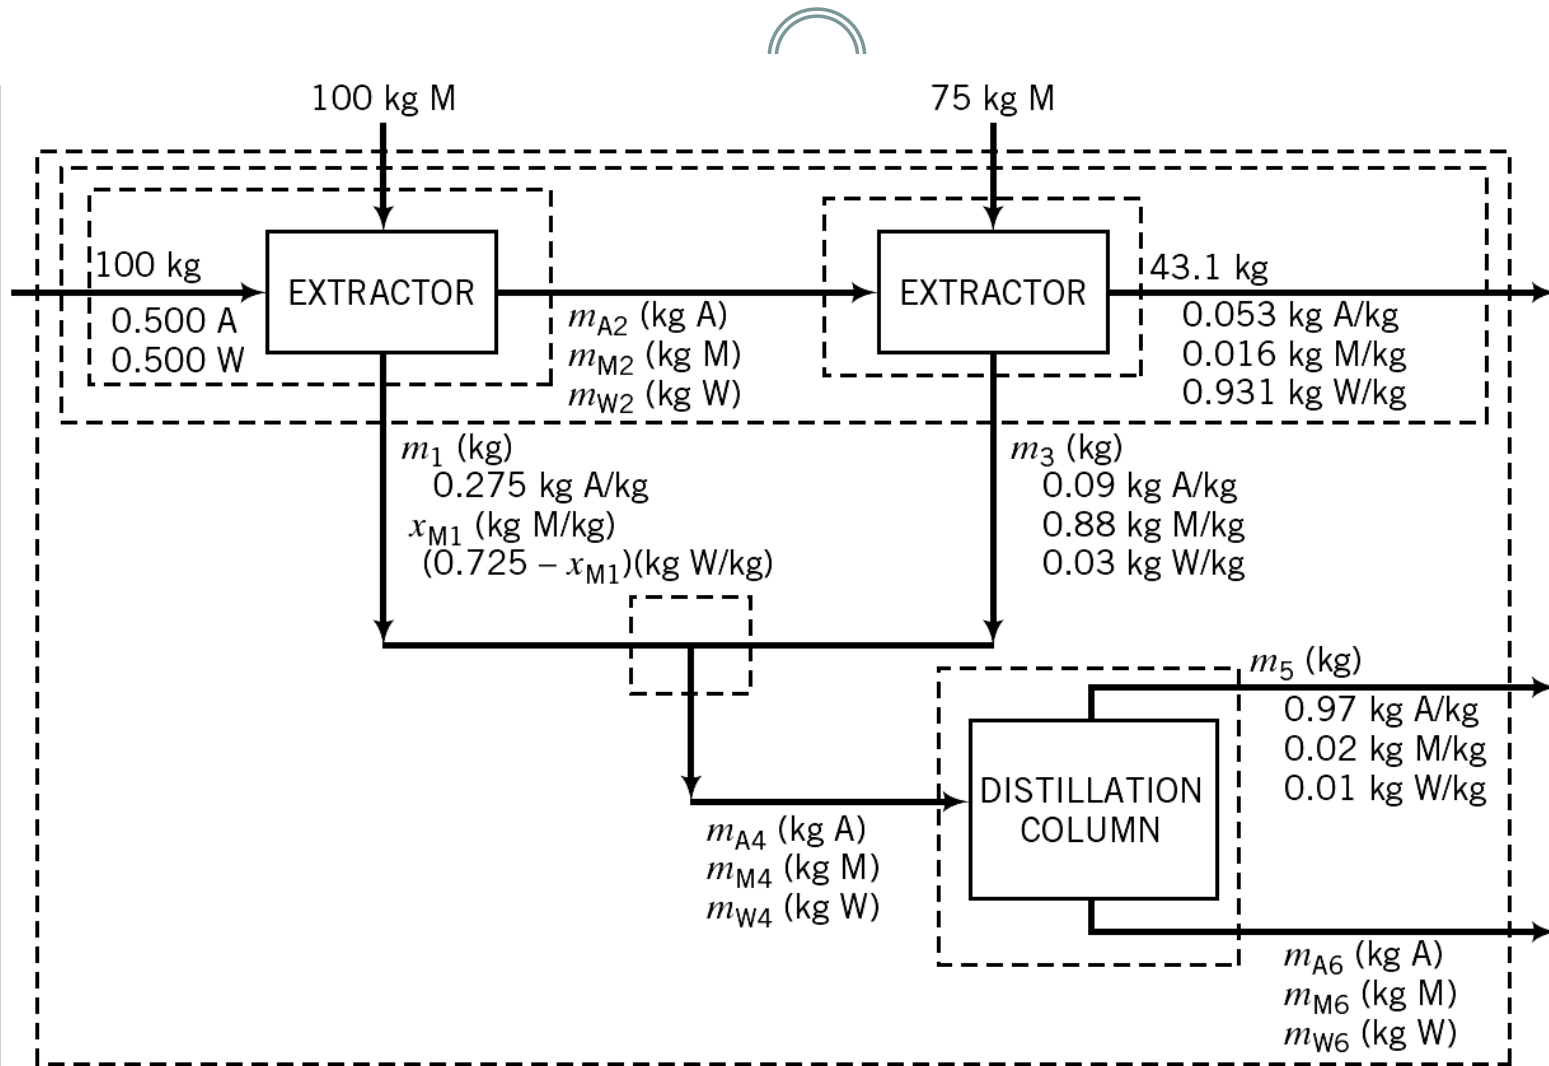 100 kg M
75 kg M
100 kg
0.500 A
0.500 W
EXTRACTOR
m_A2 (kg A)
m_M2 (kg M)
m_W2 (kg W)
EXTRACTOR
43.1 kg
0.053 kg A/kg
0.016 kg M/kg
0.931 kg W/kg
m_1 (kg)
0.275 kg A/kg
x_M1 (kg M/kg)
(0.725 – x_M1)(kg W/kg)
m_3 (kg)
0.09 kg A/kg
0.88 kg M/kg
0.03 kg W/kg
m_A4 (kg A)
m_M4 (kg M)
m_W4 (kg W)
DISTILLATION
COLUMN
m_5 (kg)
0.97 kg A/kg
0.02 kg M/kg
0.01 kg W/kg
m_A6 (kg A)
m_M6 (kg M)
m_W6 (kg W)